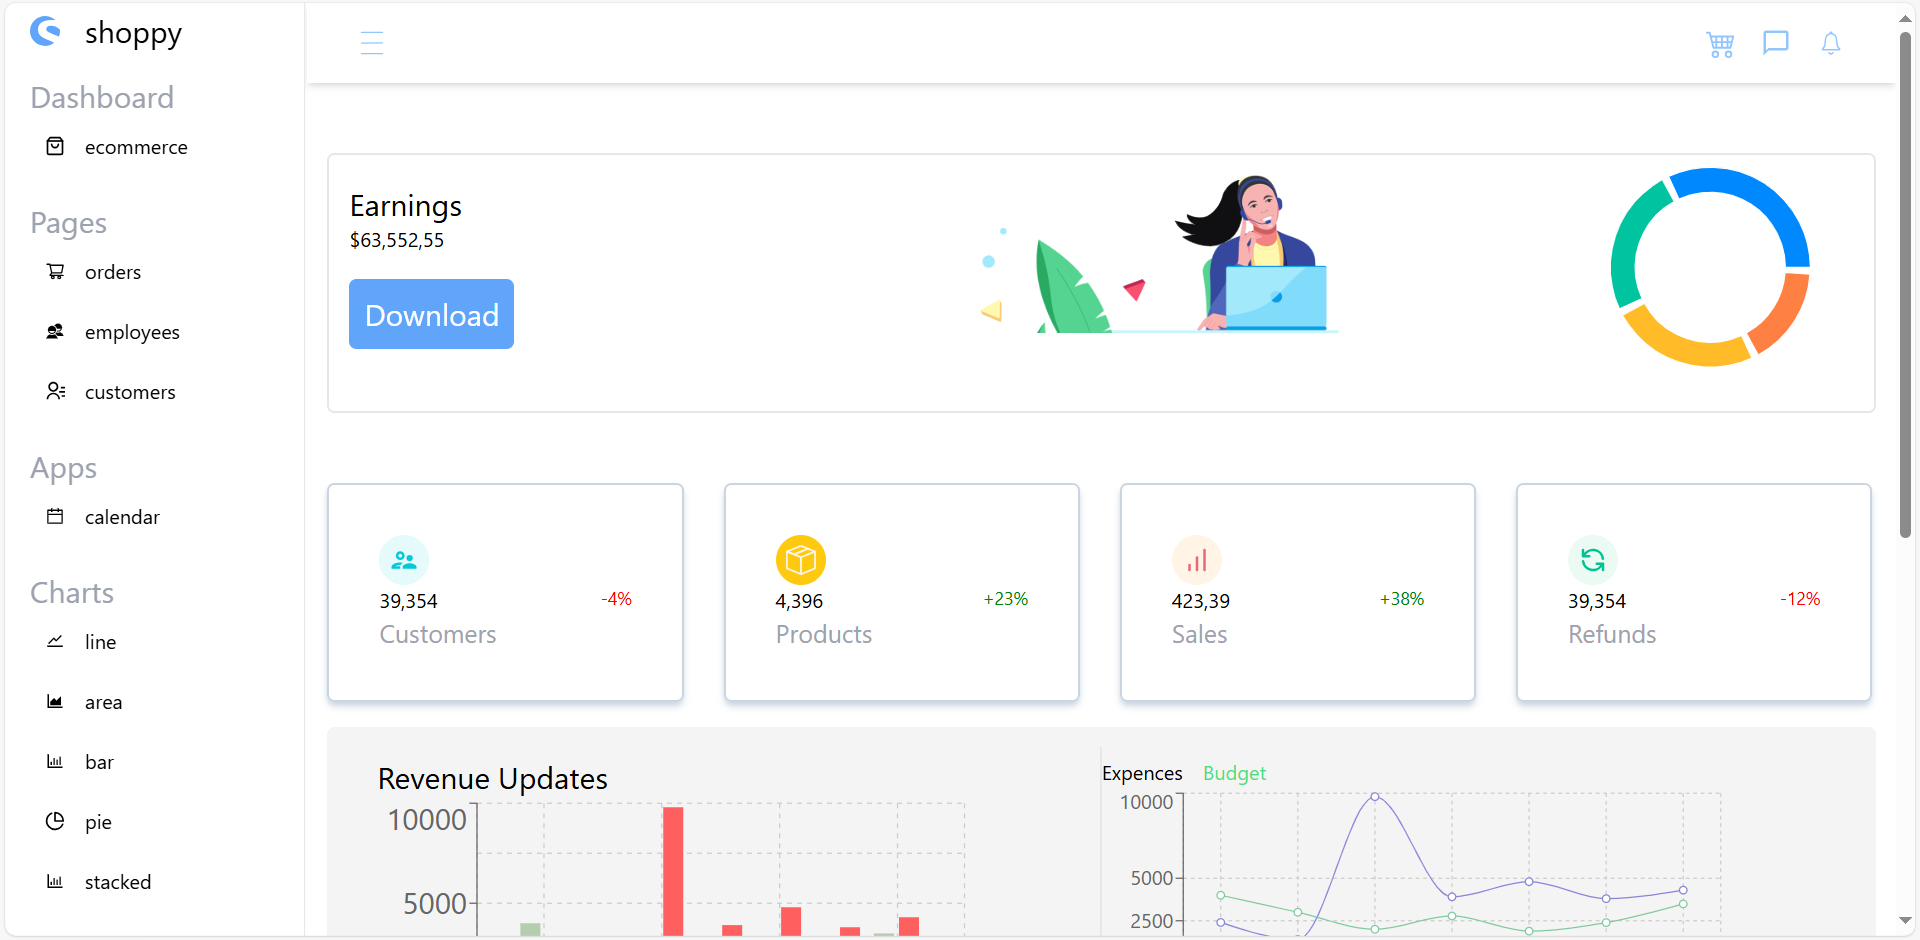 shoppy
Dashboard
ecommerce
Pages
orders
employees
customers
Apps
calendar
Charts
line
area
bar
pie
stacked
Earnings
$63,552,55
Download
39,354
-4%
Customers
4,396
+23%
Products
423,39
+38%
Sales
39,354
-12%
Refunds
Revenue Updates
10000
5000
Expences Budget
10000
5000
2500